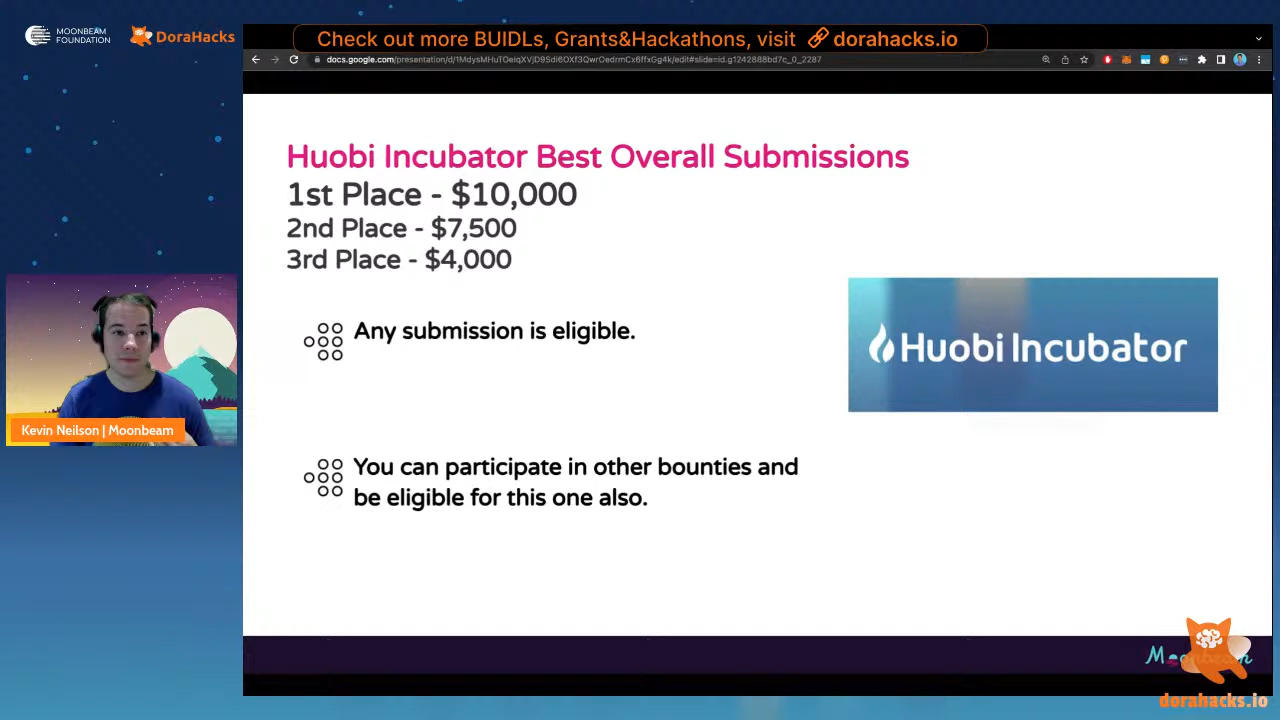 MOONBEAM
FOUNDATION
DoraHacks
Check out more BUIDLs, Grants&Hackathons, visit dorahacks.io
Huobi Incubator Best Overall Submissions
1st Place - $10,000
2nd Place - $7,500
3rd Place - $4,000
Any submission is eligible.
Huobi Incubator
You can participate in other bounties and
be eligible for this one also.
Kevin Neilson | Moonbeam
Moonbeam
dorahacks.io